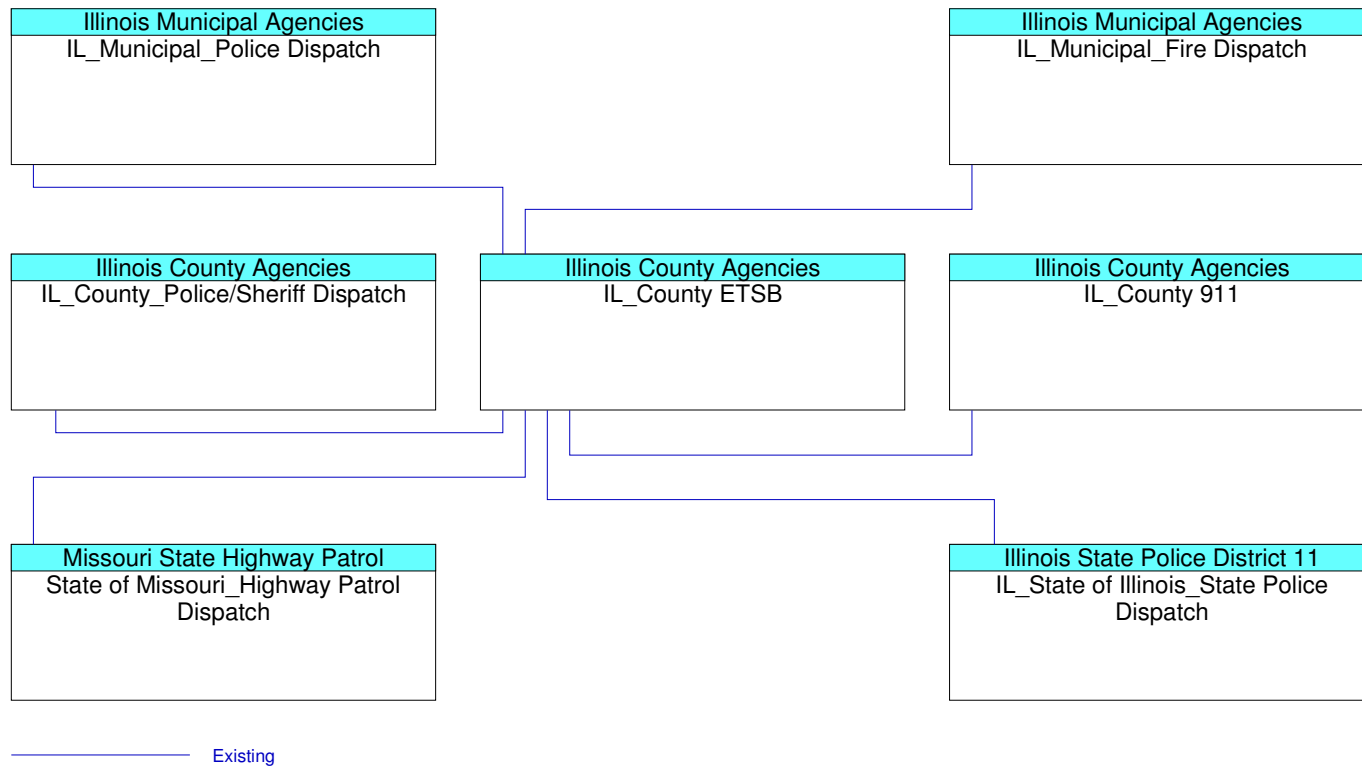 Illinois Municipal Agencies
IL_Municipal_Police Dispatch
Illinois Municipal Agencies
IL_Municipal_Fire Dispatch
Illinois County Agencies
IL_County_Police/Sheriff Dispatch
Illinois County Agencies
IL_County ETSB
Illinois County Agencies
IL_County 911
Missouri State Highway Patrol
State of Missouri_Highway Patrol
Dispatch
Illinois State Police District 11
IL_State of Illinois_State Police
Dispatch
Existing